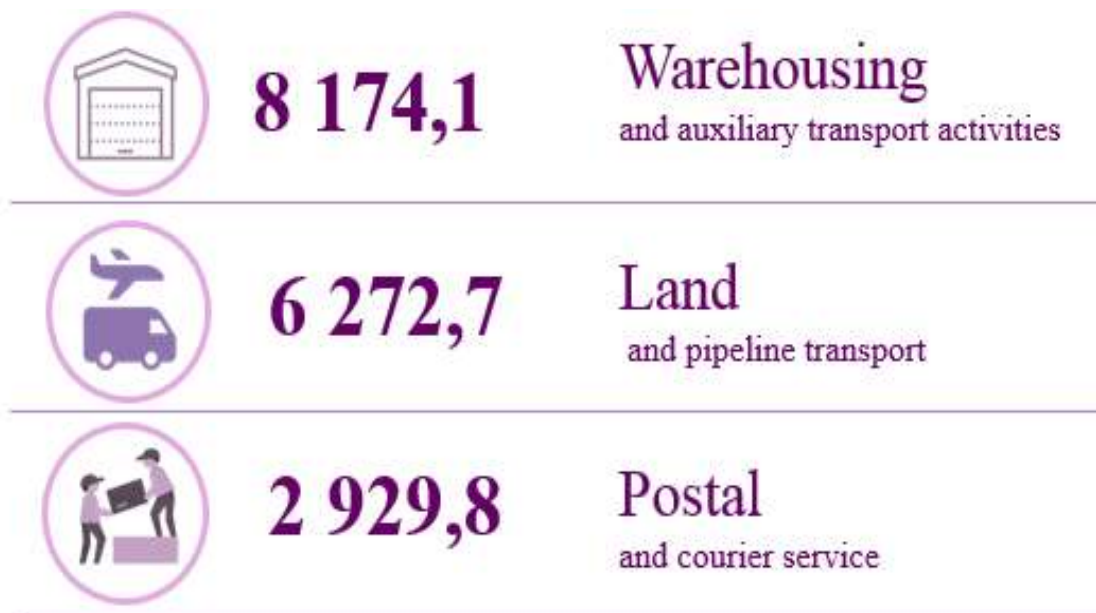 8 174,1
Warehousing
and auxiliary transport activities
6 272,7
Land
and pipeline transport
2 929,8
Postal
and courier service